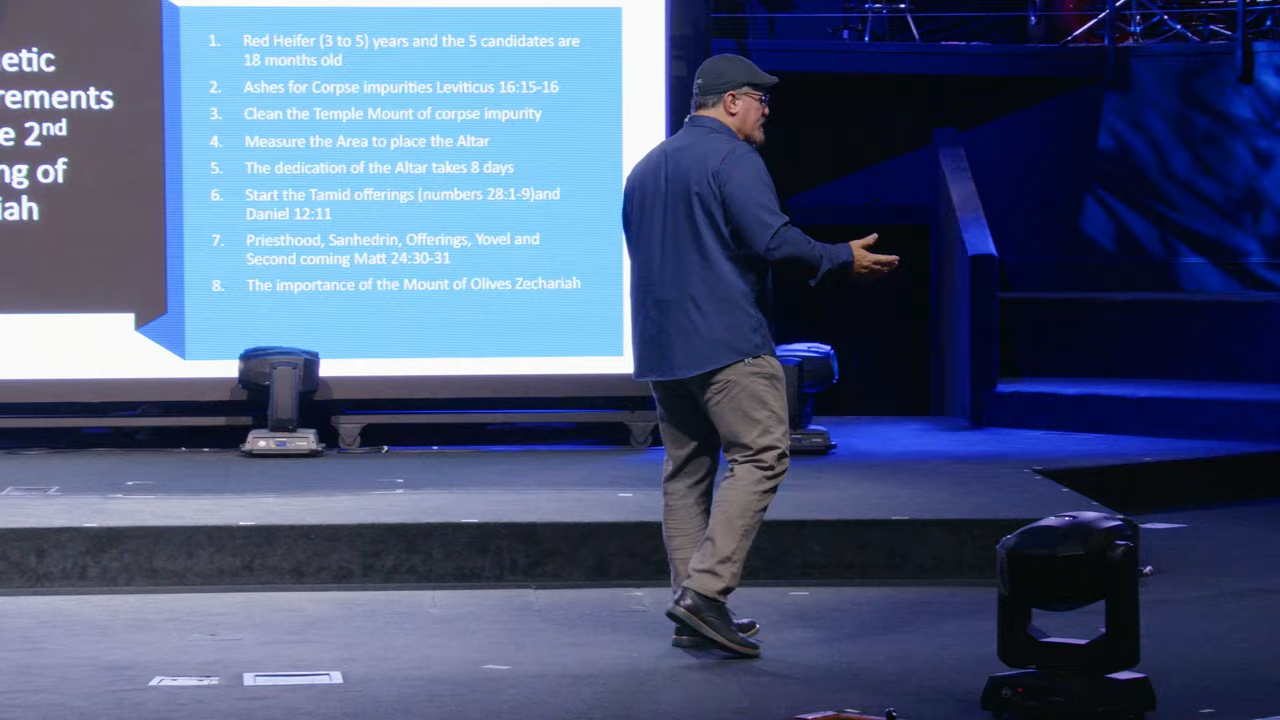 etic
rements
e 2nd
ng of
iah
1. Red Heifer (3 to 5) years and the 5 candidates are
18 months old
2. Ashes for Corpse impurities Leviticus 16:15-16
3. Clean the Temple Mount of corpse impurity
4. Measure the Area to place the Altar
5. The dedication of the Altar takes 8 days
6. Start the Tamid offerings (numbers 28:1-9)and
Daniel 12:11
7. Priesthood, Sanhedrin, Offerings, Yovel and
Second coming Matt 24:30-31
8. The importance of the Mount of Olives Zechariah